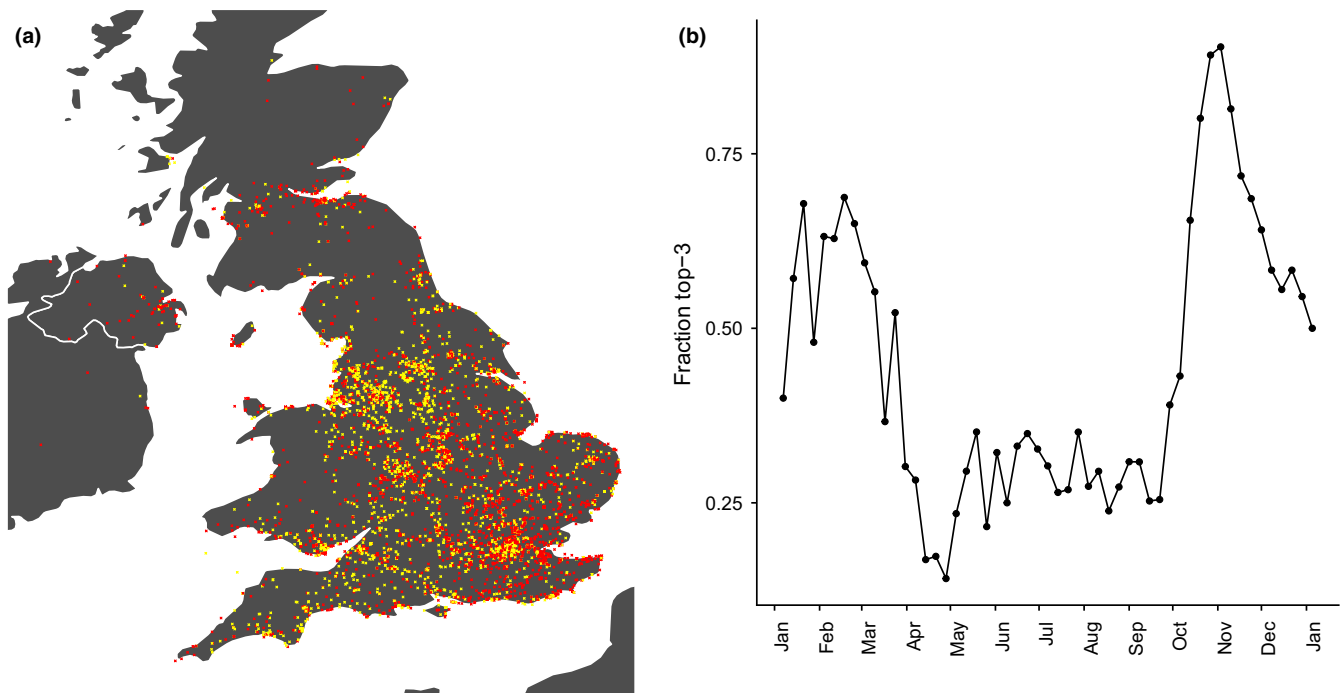 (a)
(b)
Fraction top−3
0.75
0.50
0.25
Jan
Feb
Mar
Apr
May
Jun
Jul
Aug
Sep
Oct
Nov
Dec
Jan